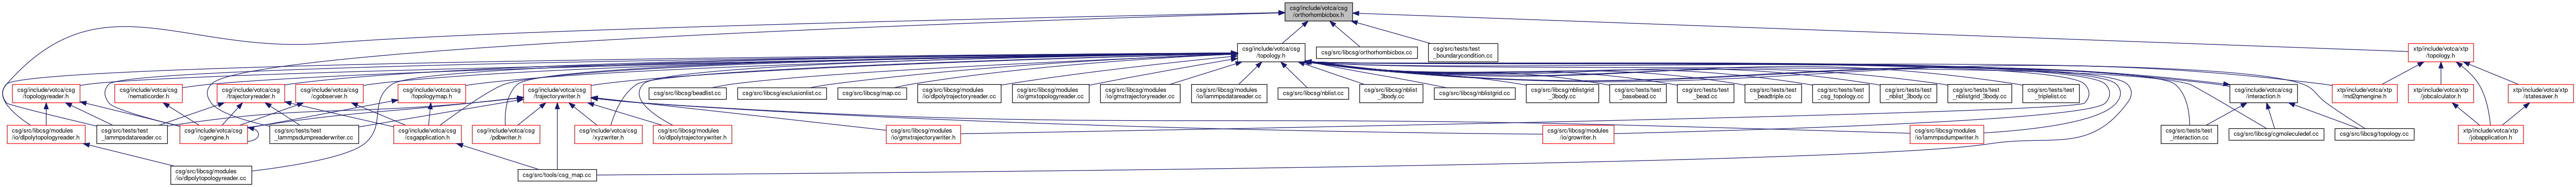 csg/include/votca/csg
/orthorhombicbox.h
csg/include/votca/csg
/topology.h
csg/src/libcsg/orthorhombicbox.cc
csg/src/tests/test
_boundarycondition.cc
xtp/include/votca/xtp
/topology.h
csg/include/votca/csg
/topologyreader.h
csg/include/votca/csg
/nematicorder.h
csg/include/votca/csg
/trajectoryreader.h
csg/include/votca/csg
/cgobserver.h
csg/include/votca/csg
/topologymap.h
csg/include/votca/csg
/trajectorywriter.h
csg/src/libcsg/beadlist.cc
csg/src/libcsg/exclusionlist.cc
csg/src/libcsg/map.cc
csg/src/libcsg/modules
/io/dlpolytrajectoryreader.cc
csg/src/libcsg/modules
/io/gmxtopologyreader.cc
csg/src/libcsg/modules
/io/gmxtrajectoryreader.cc
csg/src/libcsg/modules
/io/lammpsdatareader.cc
csg/src/libcsg/nblist.cc
csg/src/libcsg/nblist
_3body.cc
csg/src/libcsg/nblistgrid.cc
csg/src/libcsg/nblistgrid
_3body.cc
csg/src/tests/test
_basebead.cc
csg/src/tests/test
_bead.cc
csg/src/tests/test
_beadtriple.cc
csg/src/tests/test
_csg_topology.cc
csg/src/tests/test
_nblist_3body.cc
csg/src/tests/test
_nblistgrid_3body.cc
csg/src/tests/test
_triplelist.cc
csg/include/votca/csg
/interaction.h
xtp/include/votca/xtp
/md2qmengine.h
xtp/include/votca/xtp
/jobcalculator.h
xtp/include/votca/xtp
/statesaver.h
csg/src/libcsg/modules
/io/dlpolytopologyreader.h
csg/src/tests/test
_lammpsdatareader.cc
csg/include/votca/csg
/cgengine.h
csg/src/tests/test
_lammpsdumpreaderwriter.cc
csg/include/votca/csg
/csgapplication.h
csg/include/votca/csg
/pdbwriter.h
csg/include/votca/csg
/xyzwriter.h
csg/src/libcsg/modules
/io/dlpolytrajectorywriter.h
csg/src/libcsg/modules
/io/gmxtrajectorywriter.h
csg/src/libcsg/modules
/io/growriter.h
csg/src/libcsg/modules
/io/lammpsdumpwriter.h
csg/src/tests/test
_interaction.cc
csg/src/libcsg/cgmoleculedef.cc
csg/src/libcsg/topology.cc
xtp/include/votca/xtp
/jobapplication.h
csg/src/libcsg/modules
/io/dlpolytopologyreader.cc
csg/src/tools/csg_map.cc